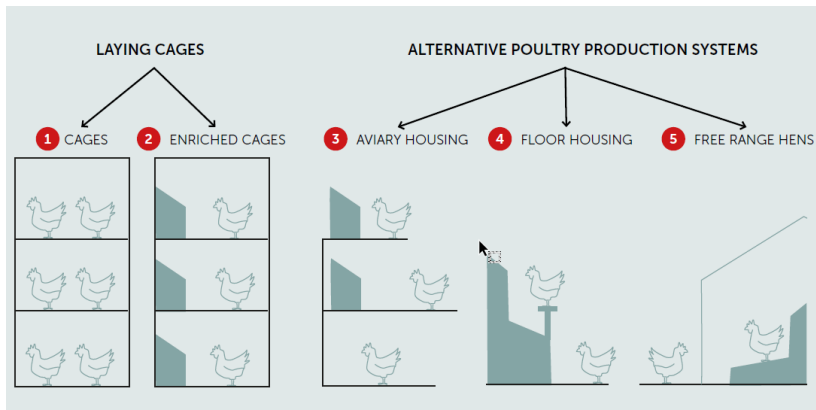 LAYING CAGES
ALTERNATIVE POULTRY PRODUCTION SYSTEMS
1 CAGES
2 ENRICHED CAGES
3 AVIARY HOUSING
4 FLOOR HOUSING
5 FREE RANGE HENS